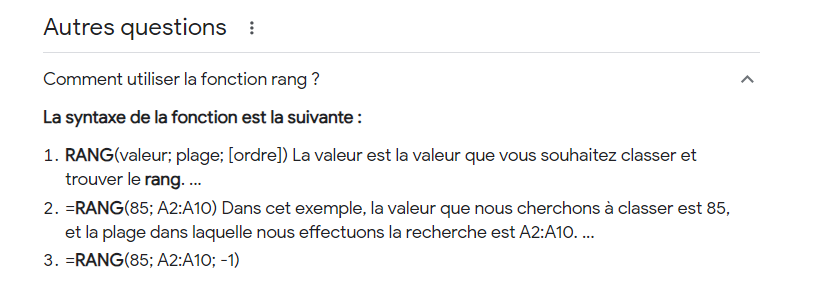 Autres questions
Comment utiliser la fonction rang ?
La syntaxe de la fonction est la suivante :
1. RANG(valeur; plage; [ordre]) La valeur est la valeur que vous souhaitez classer et
trouver le rang. ...
2. =RANG(85; A2:A10) Dans cet exemple, la valeur que nous cherchons à classer est 85,
et la plage dans laquelle nous effectuons la recherche est A2:A10. ...
3. =RANG(85; A2:A10; -1)